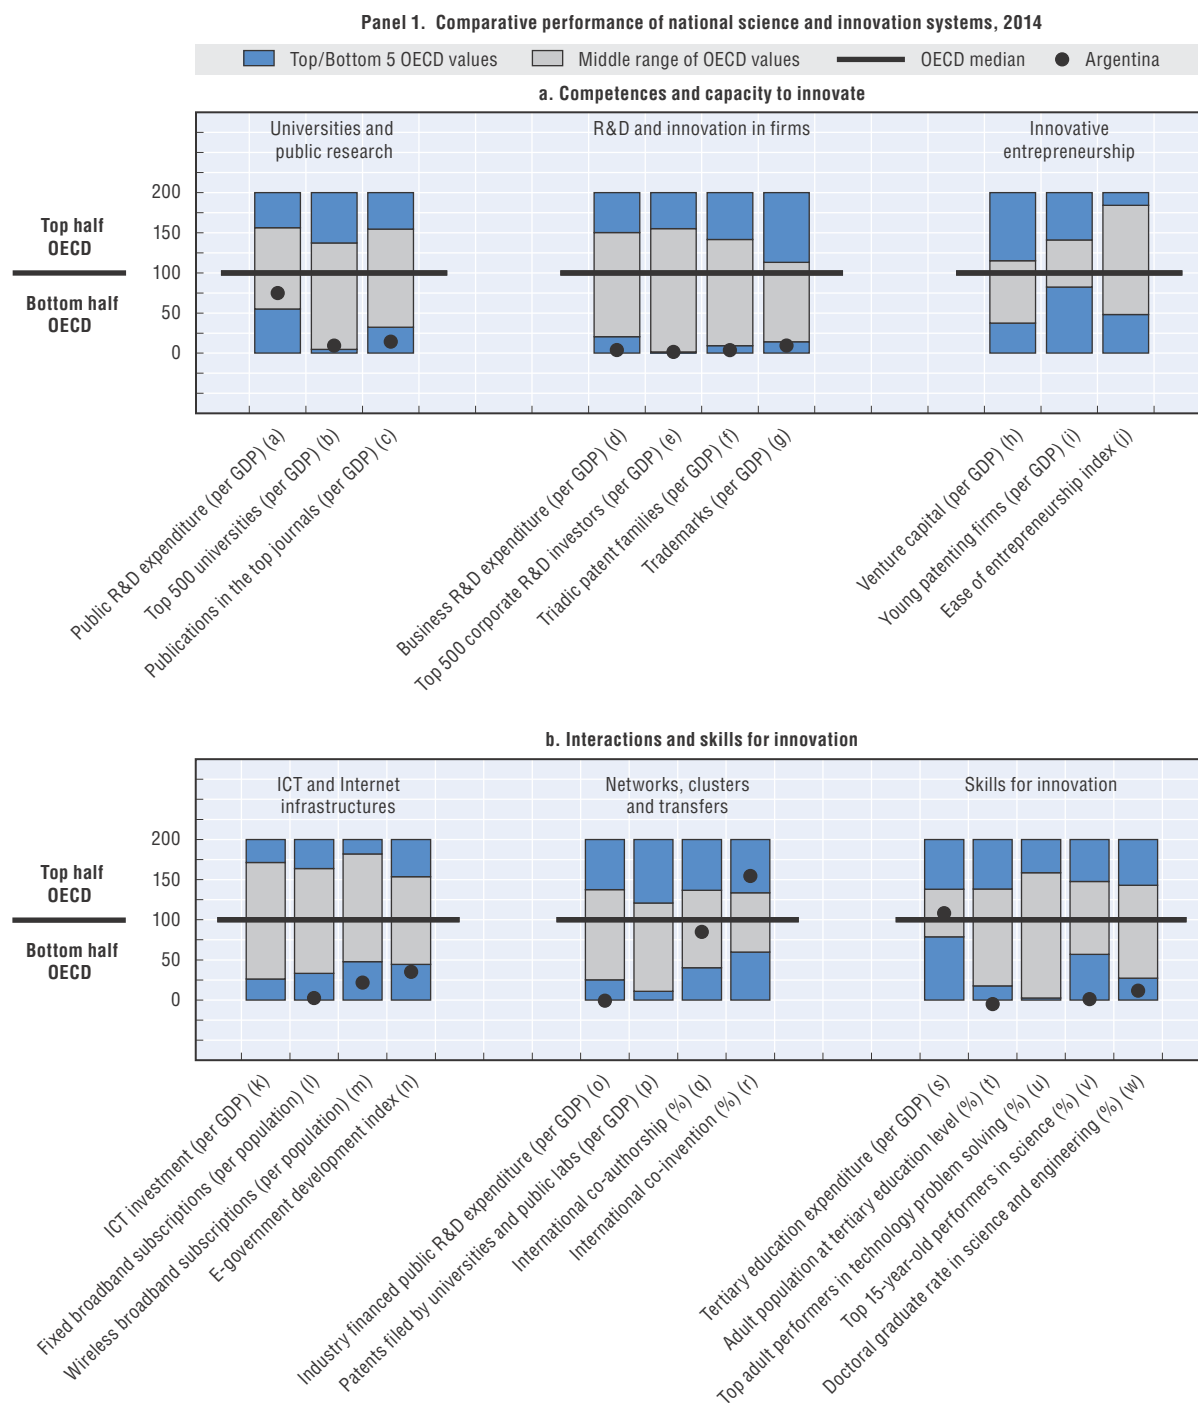 Panel 1. Comparative performance of national science and innovation systems, 2014
Top/Bottom 5 OECD values
Middle range of OECD values
OECD median
Argentina
a. Competences and capacity to innovate
Universities and
public research
R&D and innovation in firms
Innovative
entrepreneurship
200
150
100
50
0
Top half
OECD
Bottom half
OECD
Public R&D expenditure (per GDP) (a)
Top 500 universities (per GDP) (b)
Publications in the top journals (per GDP) (c)
Business R&D expenditure (per GDP) (d)
Top 500 corporate R&D investors (per GDP) (e)
Triadic patent families (per GDP) (f)
Trademarks (per GDP) (g)
Venture capital (per GDP) (h)
Young patenting firms (per GDP) (i)
Ease of entrepreneurship index (j)
b. Interactions and skills for innovation
ICT and Internet
infrastructures
Networks, clusters
and transfers
Skills for innovation
200
150
100
50
0
Top half
OECD
Bottom half
OECD
ICT investment (per GDP) (k)
Fixed broadband subscriptions (per population) (l)
Wireless broadband subscriptions (per population) (m)
E-government development index (n)
Industry financed public R&D expenditure (per GDP) (o)
Patents filed by universities and public labs (per GDP) (p)
International co-authorship (%) (q)
International co-invention (%) (r)
Tertiary education expenditure (per GDP) (s)
Adult population at tertiary education level (%) (t)
Top adult performers in technology problem solving (%) (u)
Top 15-year-old performers in science (%) (v)
Doctoral graduate rate in science and engineering (%) (w)